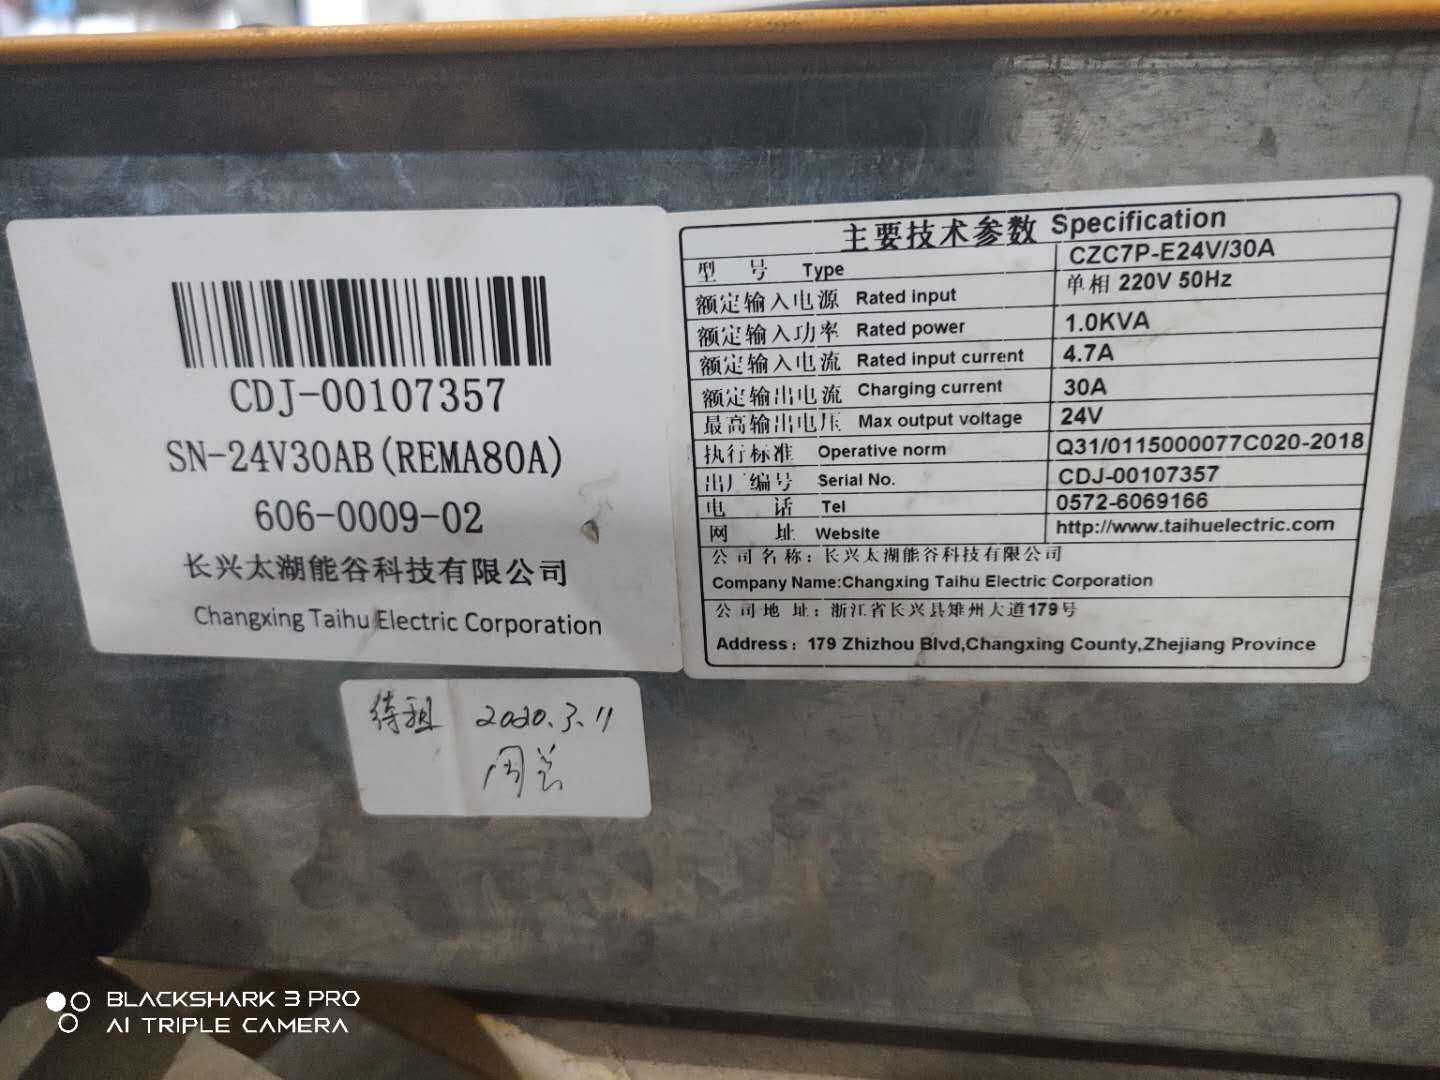 CDJ-00107357
SN-24V30AB(REMA80A)
606-0009-02
长兴太湖能谷科技有限公司
Changxing Taihu Electric Corporation
主要技术参数 Specification
型 号 Type CZC7P-E24V/30A
额定输入电源 Rated input 单相 220V 50Hz
额定输入功率 Rated power 1.0KVA
额定输入电流 Rated input current 4.7A
额定输出电流 Charging current 30A
最高输出电压 Max output voltage 24V
执行标准 Operative norm Q31/0115000077C020-2018
出厂编号 Serial No. CDJ-00107357
电 话 Tel 0572-6069166
网 址 Website http://www.taihuelectric.com
公司名称：长兴太湖能谷科技有限公司
Company Name:Changxing Taihu Electric Corporation
公司地 址：浙江省长兴县雉州大道179号
Address：179 Zhizhou Blvd,Changxing County,Zhejiang Province
待租 2020.3.11
周总
BLACKSHARK 3 PRO
AI TRIPLE CAMERA